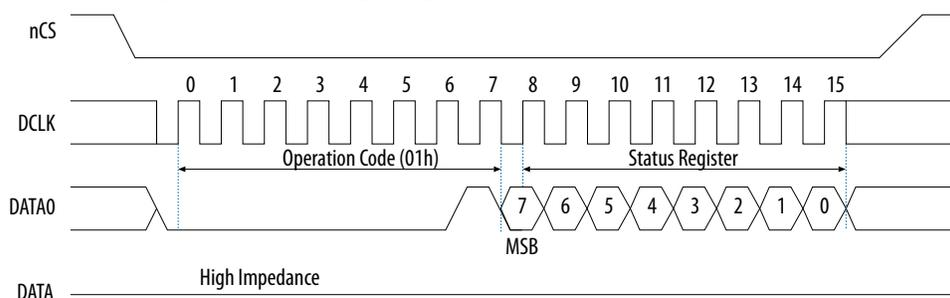 nCS
0 1 2 3 4 5 6 7 8 9 10 11 12 13 14 15
DCLK
Operation Code (01h) Status Register
DATA0 7 6 5 4 3 2 1 0
MSB
High Impedance
DATA